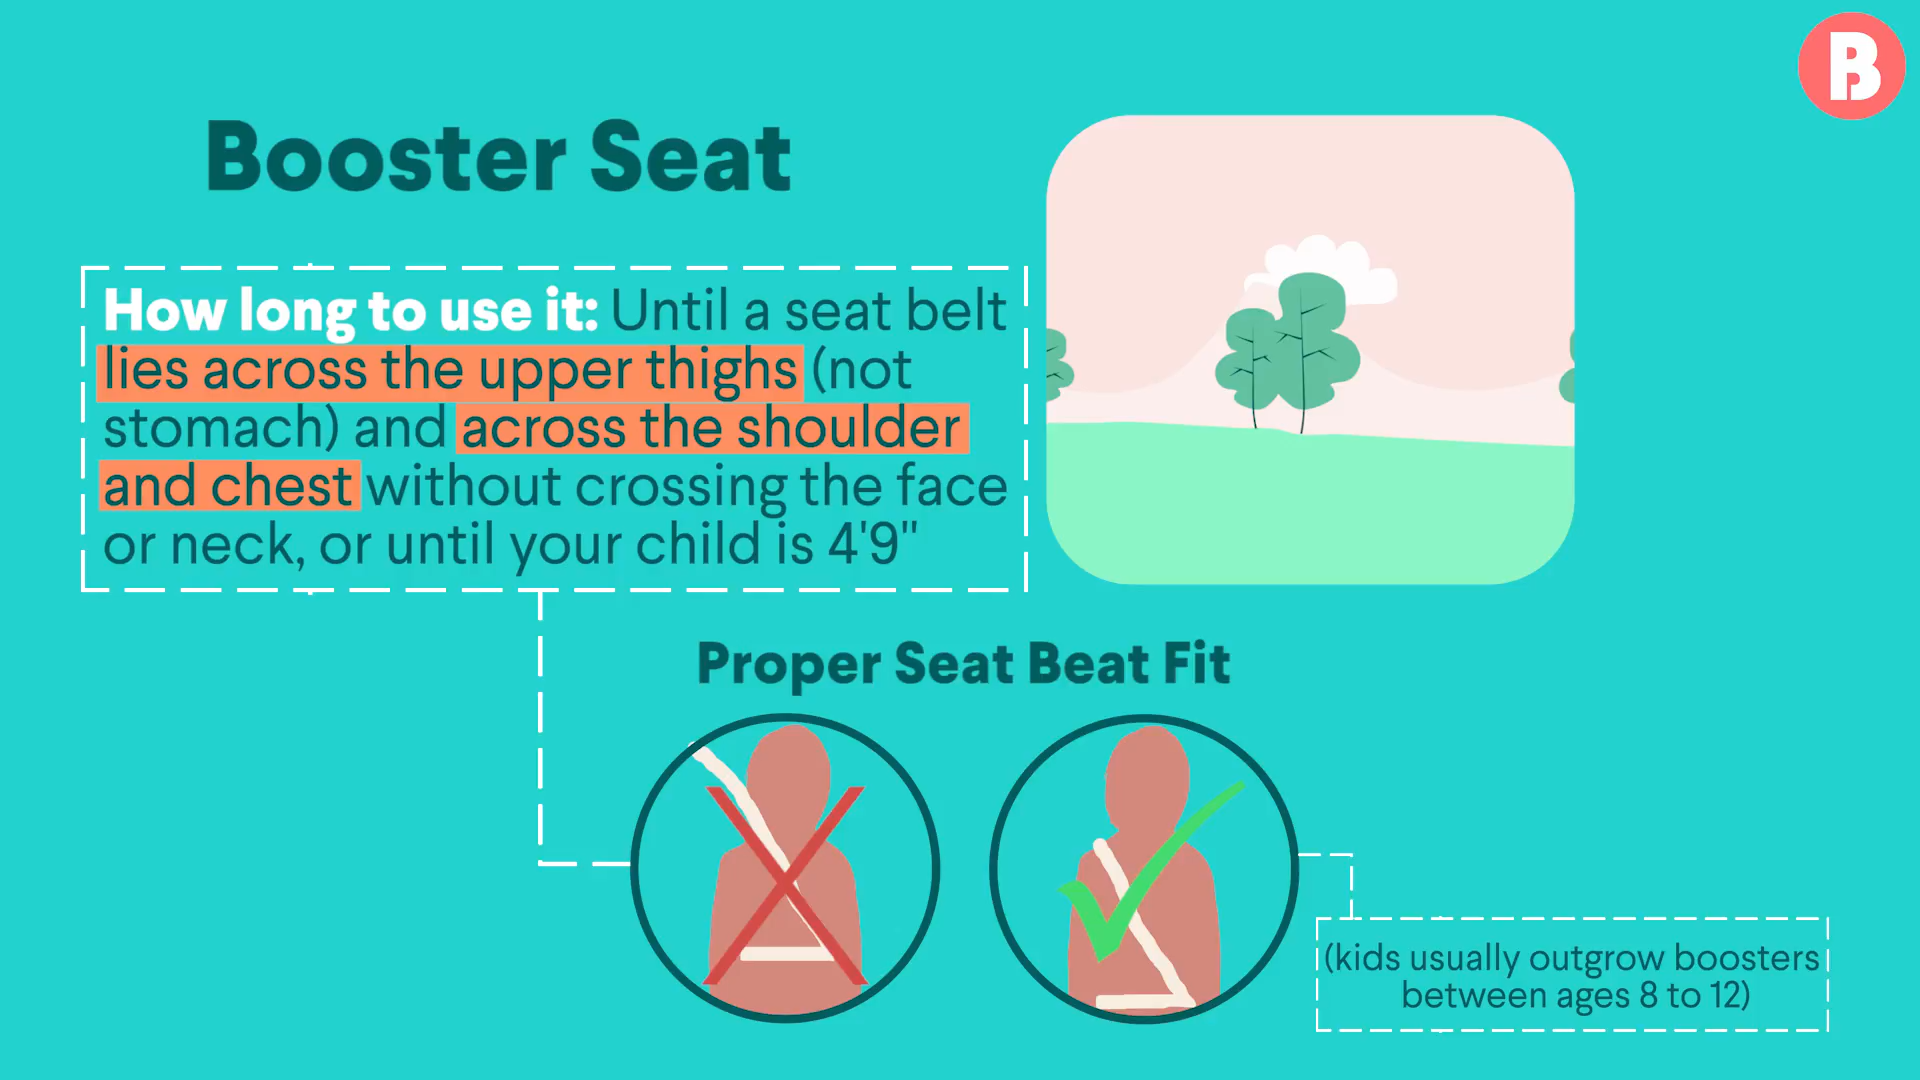 B
Booster Seat
How long to use it: Until a seat belt
lies across the upper thighs (not
stomach) and across the shoulder
and chest without crossing the face
or neck, or until your child is 4'9"
Proper Seat Beat Fit
(kids usually outgrow boosters
between ages 8 to 12)